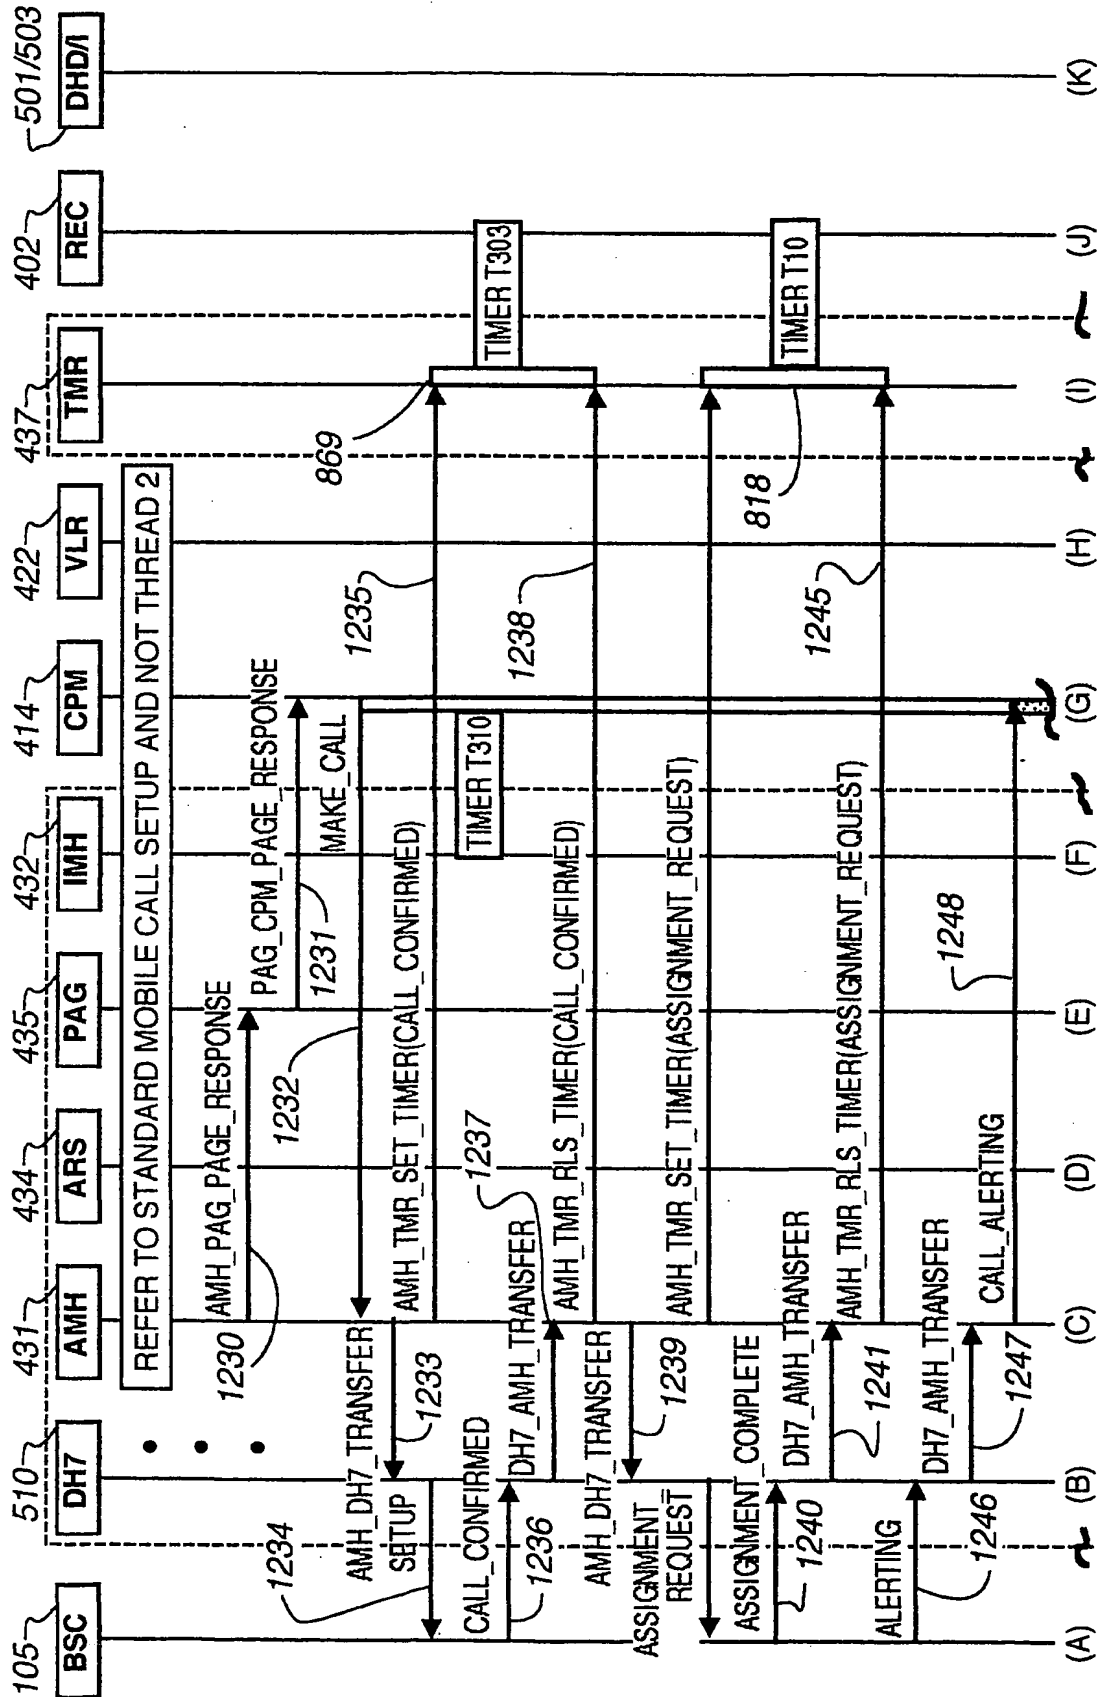 105
BSC
510
DH7
431
AMH
434
ARS
435
PAG
432
IMH
414
CPM
422
VLR
437
TMR
402
REC
501/503
DHD/I
REFER TO STANDARD MOBILE CALL SETUP AND NOT THREAD 2
AMH_PAG_PAGE_RESPONSE
1230
PAG_CPM_PAGE_RESPONSE
1231
MAKE_CALL
1232
AMH_DH7_TRANSFER
1233
SETUP
1234
AMH_TMR_SET_TIMER(CALL_CONFIRMED)
1235
869
TIMER T303
TIMER T310
CALL_CONFIRMED
1236
DH7_AMH_TRANSFER
1237
AMH_TMR_RLS_TIMER(CALL_CONFIRMED)
1238
AMH_DH7_TRANSFER
1239
ASSIGNMENT
REQUEST
AMH_TMR_SET_TIMER(ASSIGNMENT_REQUEST)
818
TIMER T10
ASSIGNMENT_COMPLETE
1240
DH7_AMH_TRANSFER
1241
AMH_TMR_RLS_TIMER(ASSIGNMENT_REQUEST)
1245
ALERTING
1246
DH7_AMH_TRANSFER
1247
CALL_ALERTING
1248
(A)
(B)
(C)
(D)
(E)
(F)
(G)
(H)
(I)
(J)
(K)